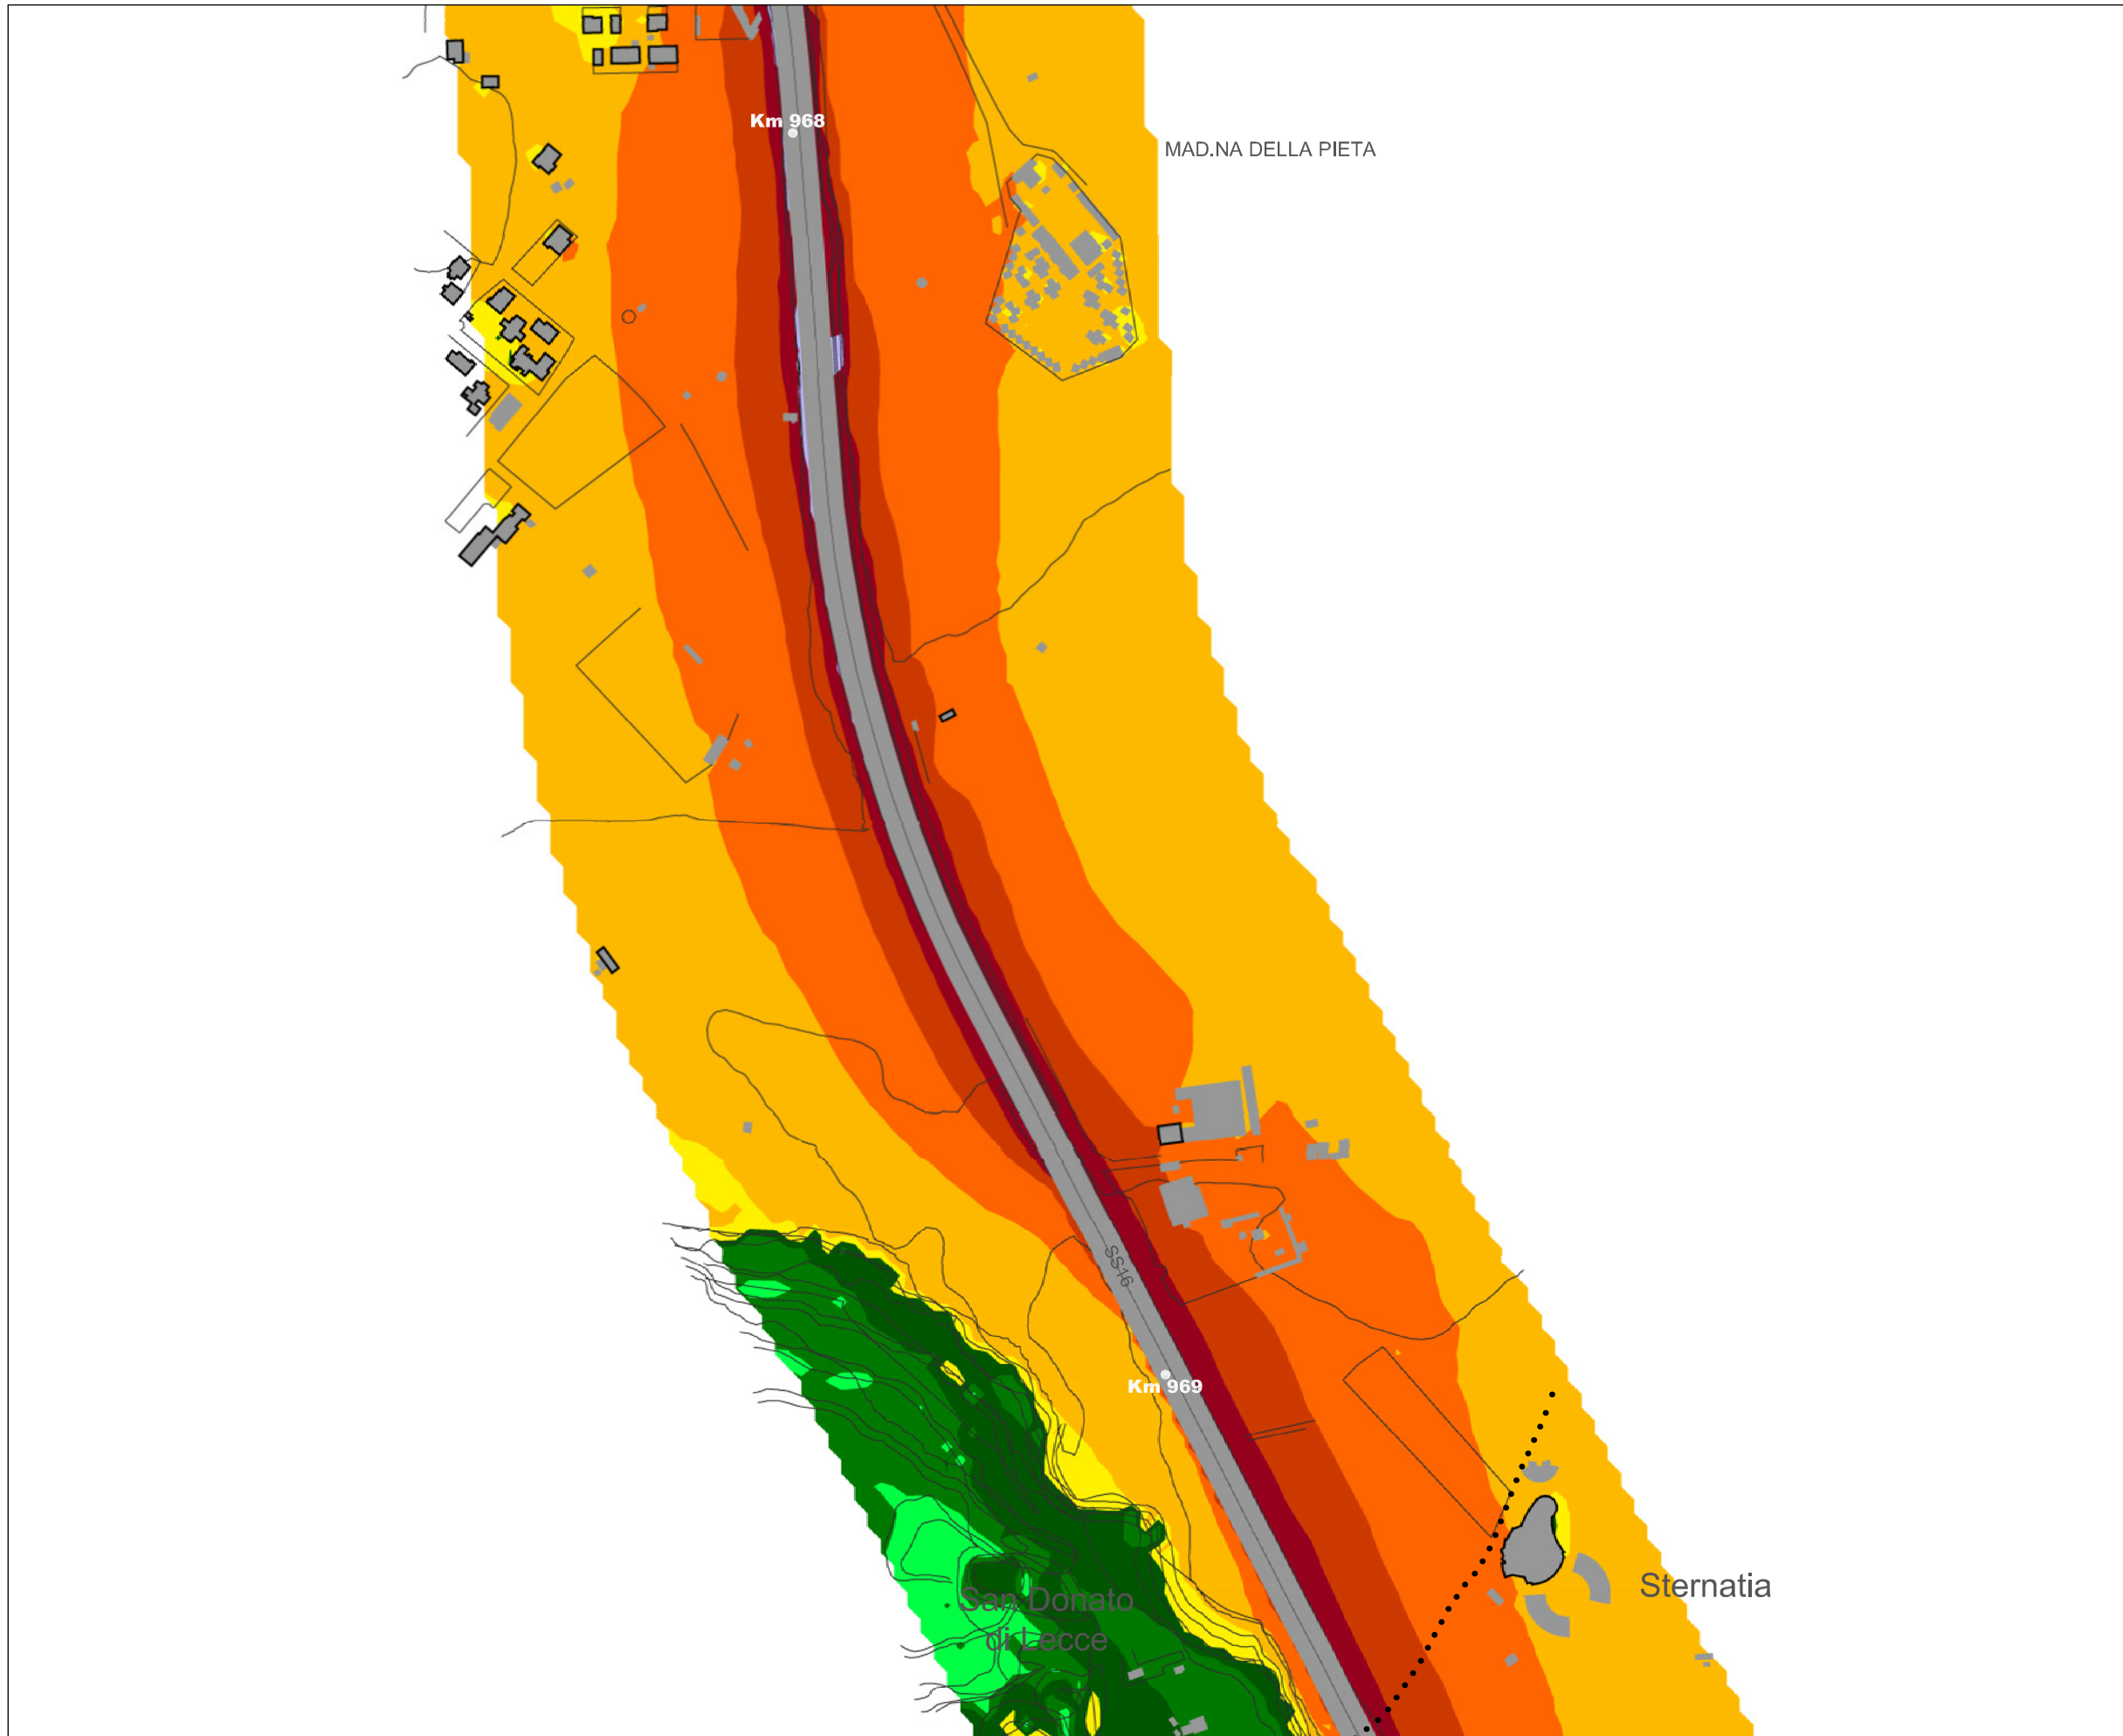 Km 968
MAD.NA DELLA PIETA
SS16
Km 969
Sternatia
San Donato
di Lecce